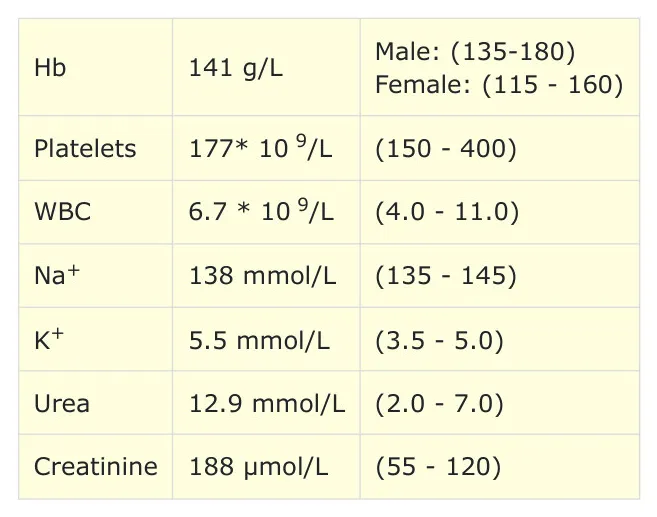 Hb 141 g/L Male: (135-180)
Female: (115 - 160)
Platelets 177* 10 ⁹/L (150 - 400)
WBC 6.7 * 10 ⁹/L (4.0 - 11.0)
Na⁺ 138 mmol/L (135 - 145)
K⁺ 5.5 mmol/L (3.5 - 5.0)
Urea 12.9 mmol/L (2.0 - 7.0)
Creatinine 188 µmol/L (55 - 120)